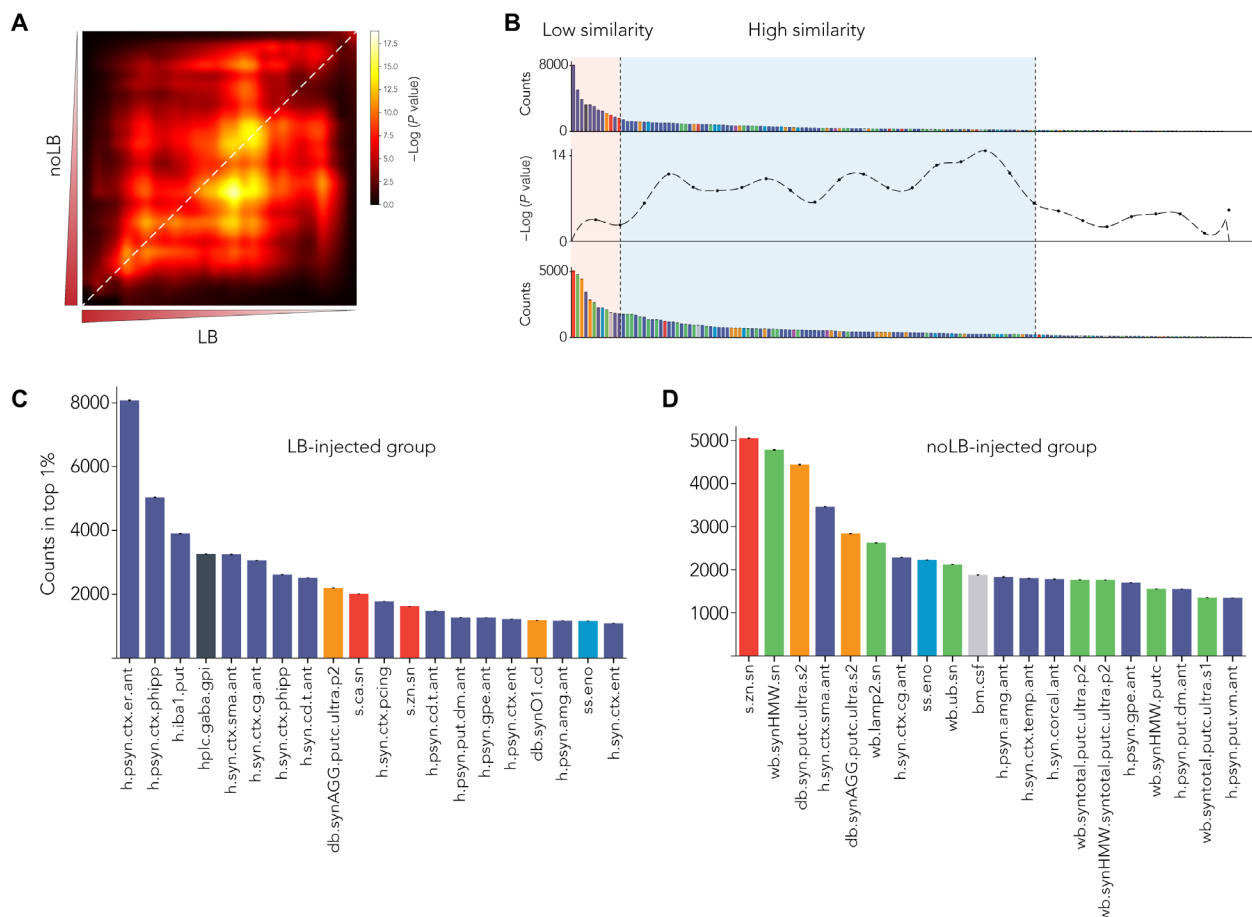 A
noLB
LB
17.5
15.0
12.5
10.0
7.5
5.0
2.5
0.0
−Log (P value)
B
Low similarity
High similarity
8000
Counts
0
14
−Log (P value)
0
5000
Counts
0
C
LB-injected group
Counts in top 1%
8000
6000
4000
2000
h.psyn.ctx.er.ant
h.psyn.ctx.phipp
h.iba1.put
hplc.gaba.gpi
h.syn.ctx.sma.ant
h.syn.ctx.cg.ant
h.syn.ctx.phipp
h.syn.cd.t.ant
db.synAGG.putc.ultra.p2
s.ca.sn
h.syn.ctx.pcing
s.zn.sn
h.psyn.cd.t.ant
h.psyn.put.dm.ant
h.psyn.gpe.ant
h.psyn.ctx.ent
db.synO1.cd
h.psyn.amg.ant
ss.eno
h.syn.ctx.ent
D
noLB-injected group
5000
4000
3000
2000
1000
s.zn.sn
wb.synHMW.sn
db.syn.putc.ultra.s2
h.syn.ctx.sma.ant
db.synAGG.putc.ultra.s2
wb.lamp2.sn
h.syn.ctx.cg.ant
ss.eno
wb.ub.sn
bm.csf
h.psyn.amg.ant
h.syn.ctx.temp.ant
h.syn.corcal.ant
wb.syntotal.putc.ultra.p2
wb.synHMW.syntotal.putc.ultra.p2
h.psyn.gpe.ant
wb.synHMW.putc
h.psyn.put.dm.ant
wb.syntotal.putc.ultra.s1
h.psyn.put.vm.ant